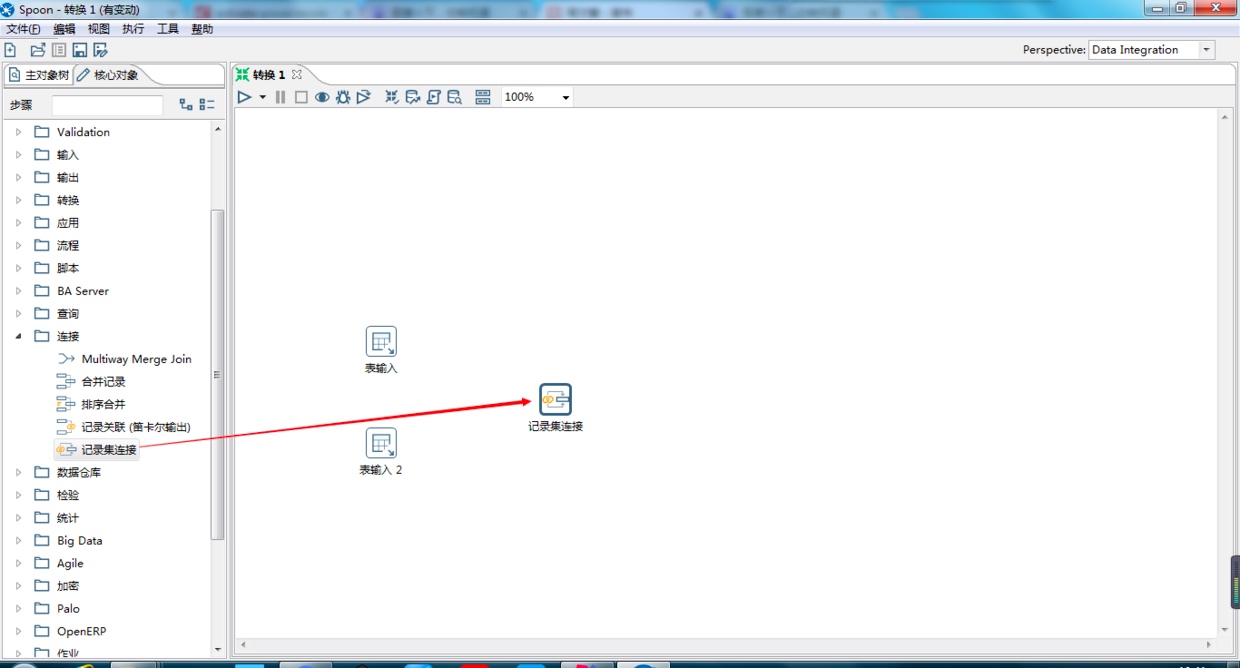 Spoon - 转换 1 (有变动)
文件(F) 编辑 视图 执行 工具 帮助
Perspective: Data Integration
主对象树 核心对象
转换 1
步骤
100%
Validation
输入
输出
转换
应用
流程
脚本
BA Server
查询
连接
Multiway Merge Join
合并记录
排序合并
记录关联 (笛卡尔输出)
记录集连接
数据仓库
检验
统计
Big Data
Agile
加密
Palo
OpenERP
作业
表输入
记录集连接
表输入 2